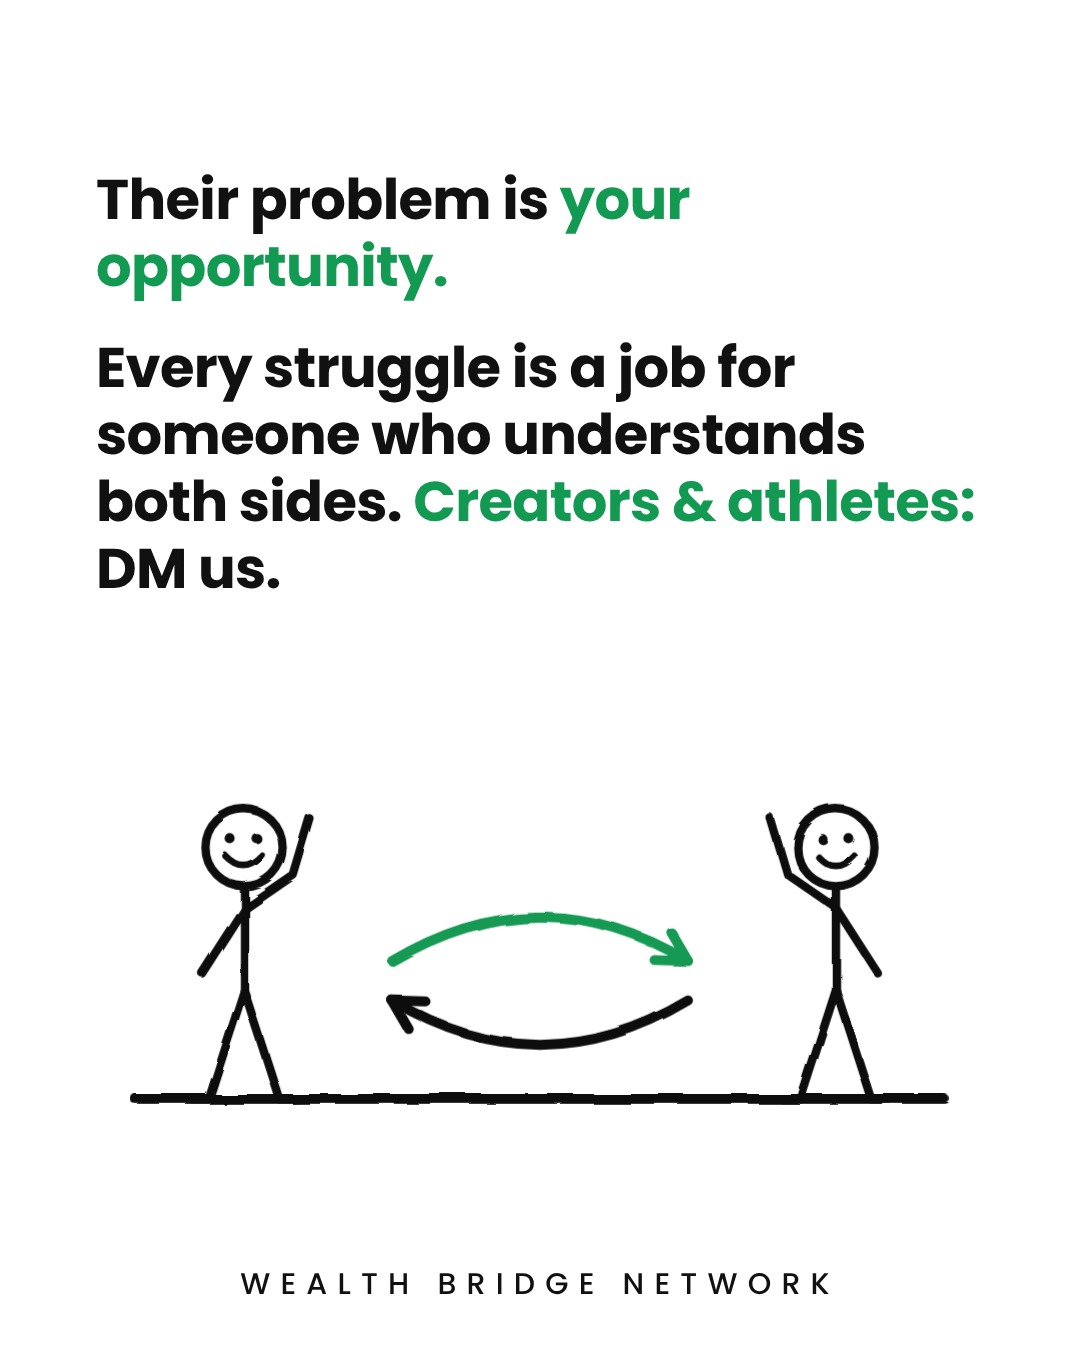 Their problem is your
opportunity.
Every struggle is a job for
someone who understands
both sides. Creators & athletes:
DM us.
WEALTH BRIDGE NETWORK